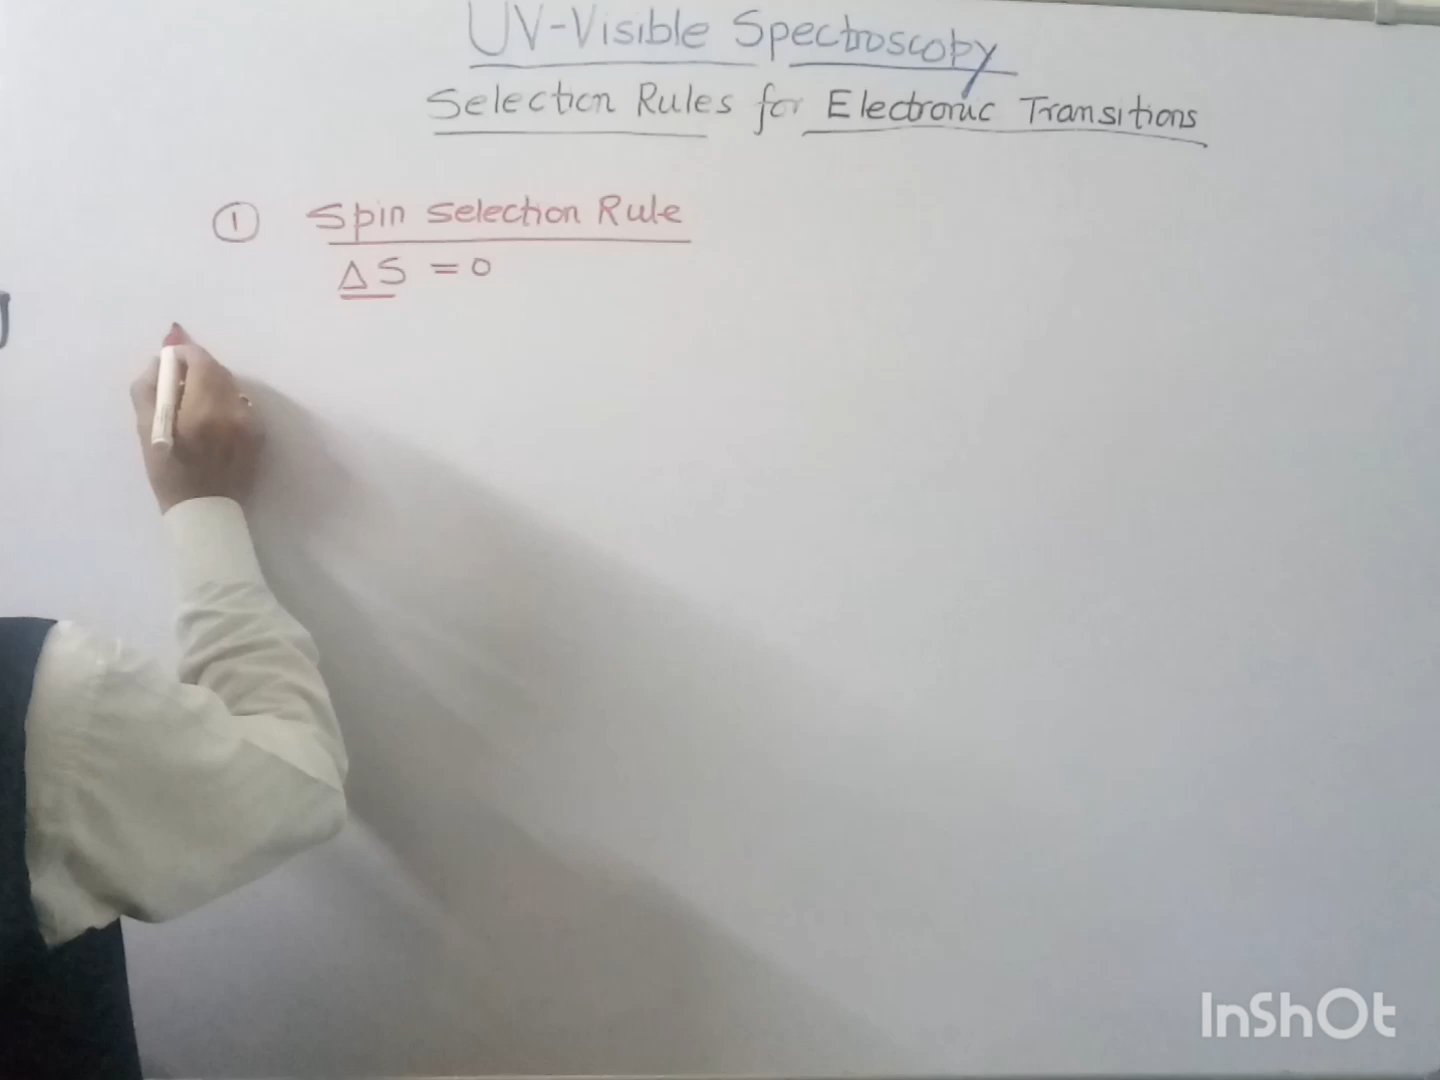 UV-Visible Spectroscopy
Selection Rules for Electronic Transitions
① Spin Selection Rule
ΔS = 0
InShOt